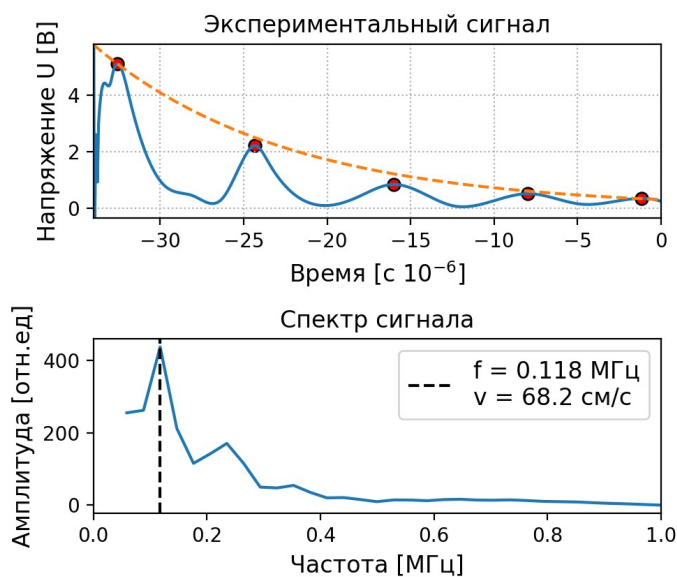 Экспериментальный сигнал
Напряжение U [В]
4
2
0
−30
−25
−20
−15
−10
−5
0
Время [с 10⁻⁶]
Спектр сигнала
Амплитуда [отн.ед]
400
200
0
f = 0.118 МГц
v = 68.2 см/с
0.0
0.2
0.4
0.6
0.8
1.0
Частота [МГц]